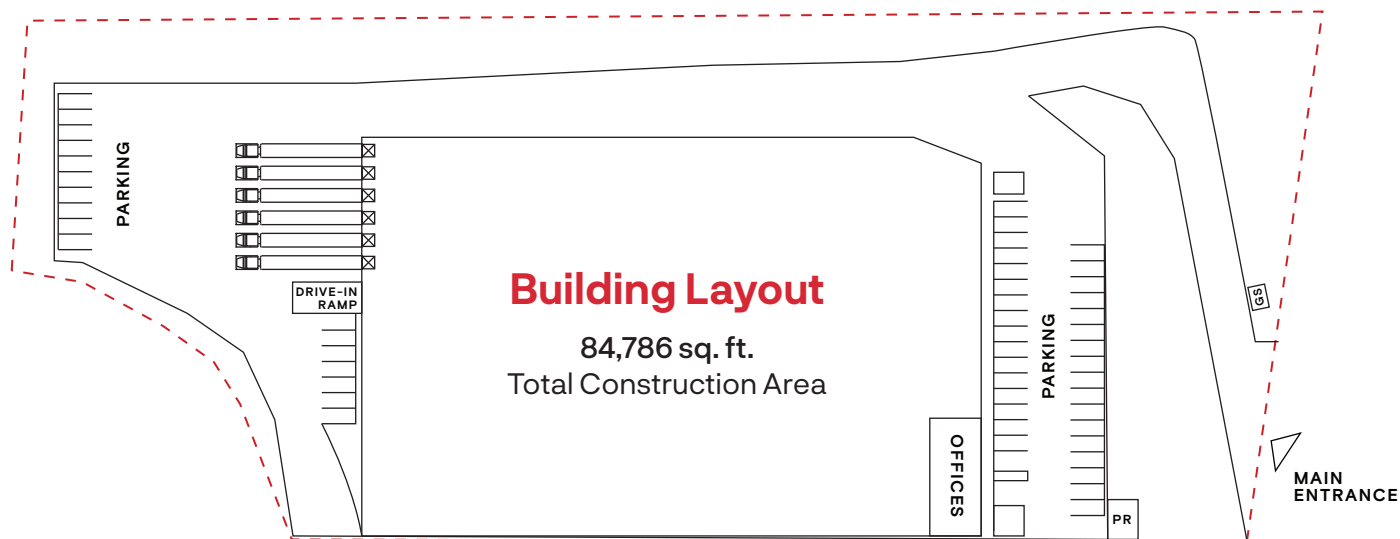 PARKING
DRIVE-IN
RAMP
Building Layout
84,786 sq. ft.
Total Construction Area
OFFICES
PARKING
PR
GS
MAIN
ENTRANCE